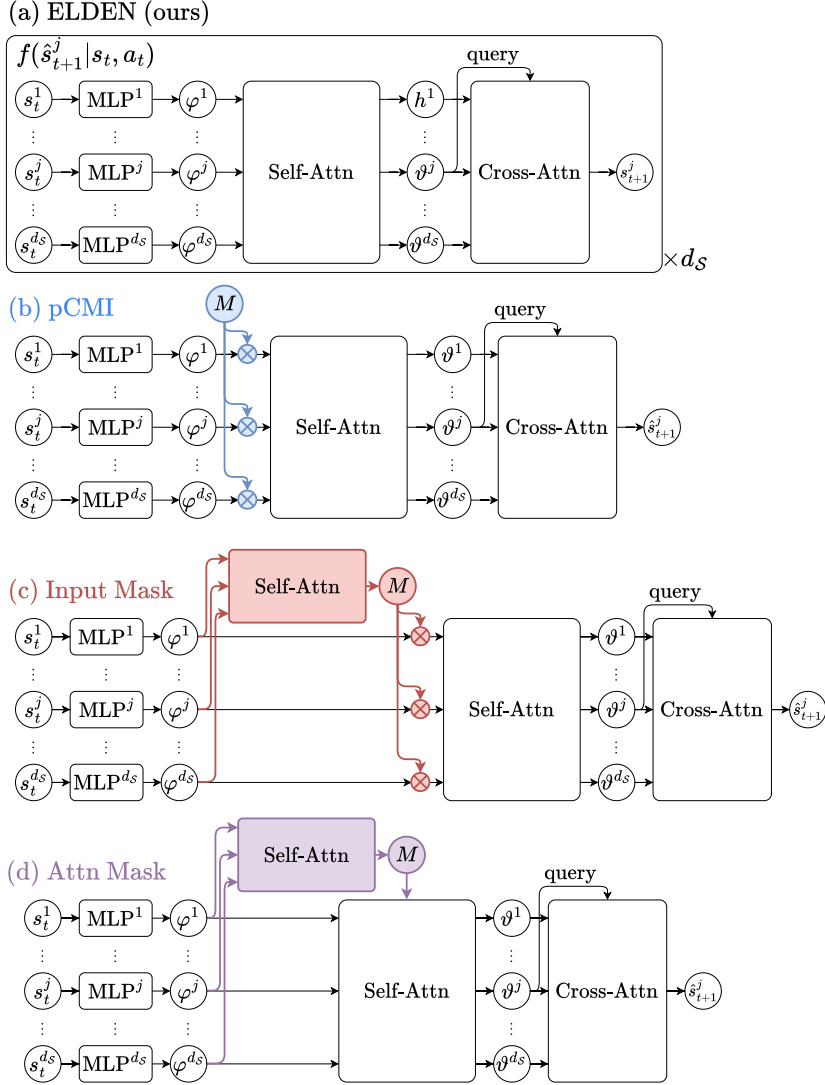 (a) ELDEN (ours)
f(ŝ^j_{t+1}|s_t, a_t)
query
s^1_t MLP^1 φ^1 h^1
⋮ ⋮ ⋮ ⋮
s^j_t MLP^j φ^j Self-Attn ϑ^j Cross-Attn s^j_{t+1}
⋮ ⋮ ⋮ ⋮
s^{d_S}_t MLP^{d_S} φ^{d_S} ϑ^{d_S}
×d_S
(b) pCMI
M
query
s^1_t MLP^1 φ^1 ⊗ ϑ^1
⋮ ⋮ ⋮ ⋮
s^j_t MLP^j φ^j ⊗ Self-Attn ϑ^j Cross-Attn ŝ^j_{t+1}
⋮ ⋮ ⋮ ⋮
s^{d_S}_t MLP^{d_S} φ^{d_S} ⊗ ϑ^{d_S}
(c) Input Mask
Self-Attn M
query
s^1_t MLP^1 φ^1 ⊗ ϑ^1
⋮ ⋮ ⋮ ⋮
s^j_t MLP^j φ^j ⊗ Self-Attn ϑ^j Cross-Attn ŝ^j_{t+1}
⋮ ⋮ ⋮ ⋮
s^{d_S}_t MLP^{d_S} φ^{d_S} ⊗ ϑ^{d_S}
(d) Attn Mask
Self-Attn M
query
s^1_t MLP^1 φ^1 ϑ^1
⋮ ⋮ ⋮ ⋮
s^j_t MLP^j φ^j Self-Attn ϑ^j Cross-Attn ŝ^j_{t+1}
⋮ ⋮ ⋮ ⋮
s^{d_S}_t MLP^{d_S} φ^{d_S} ϑ^{d_S}